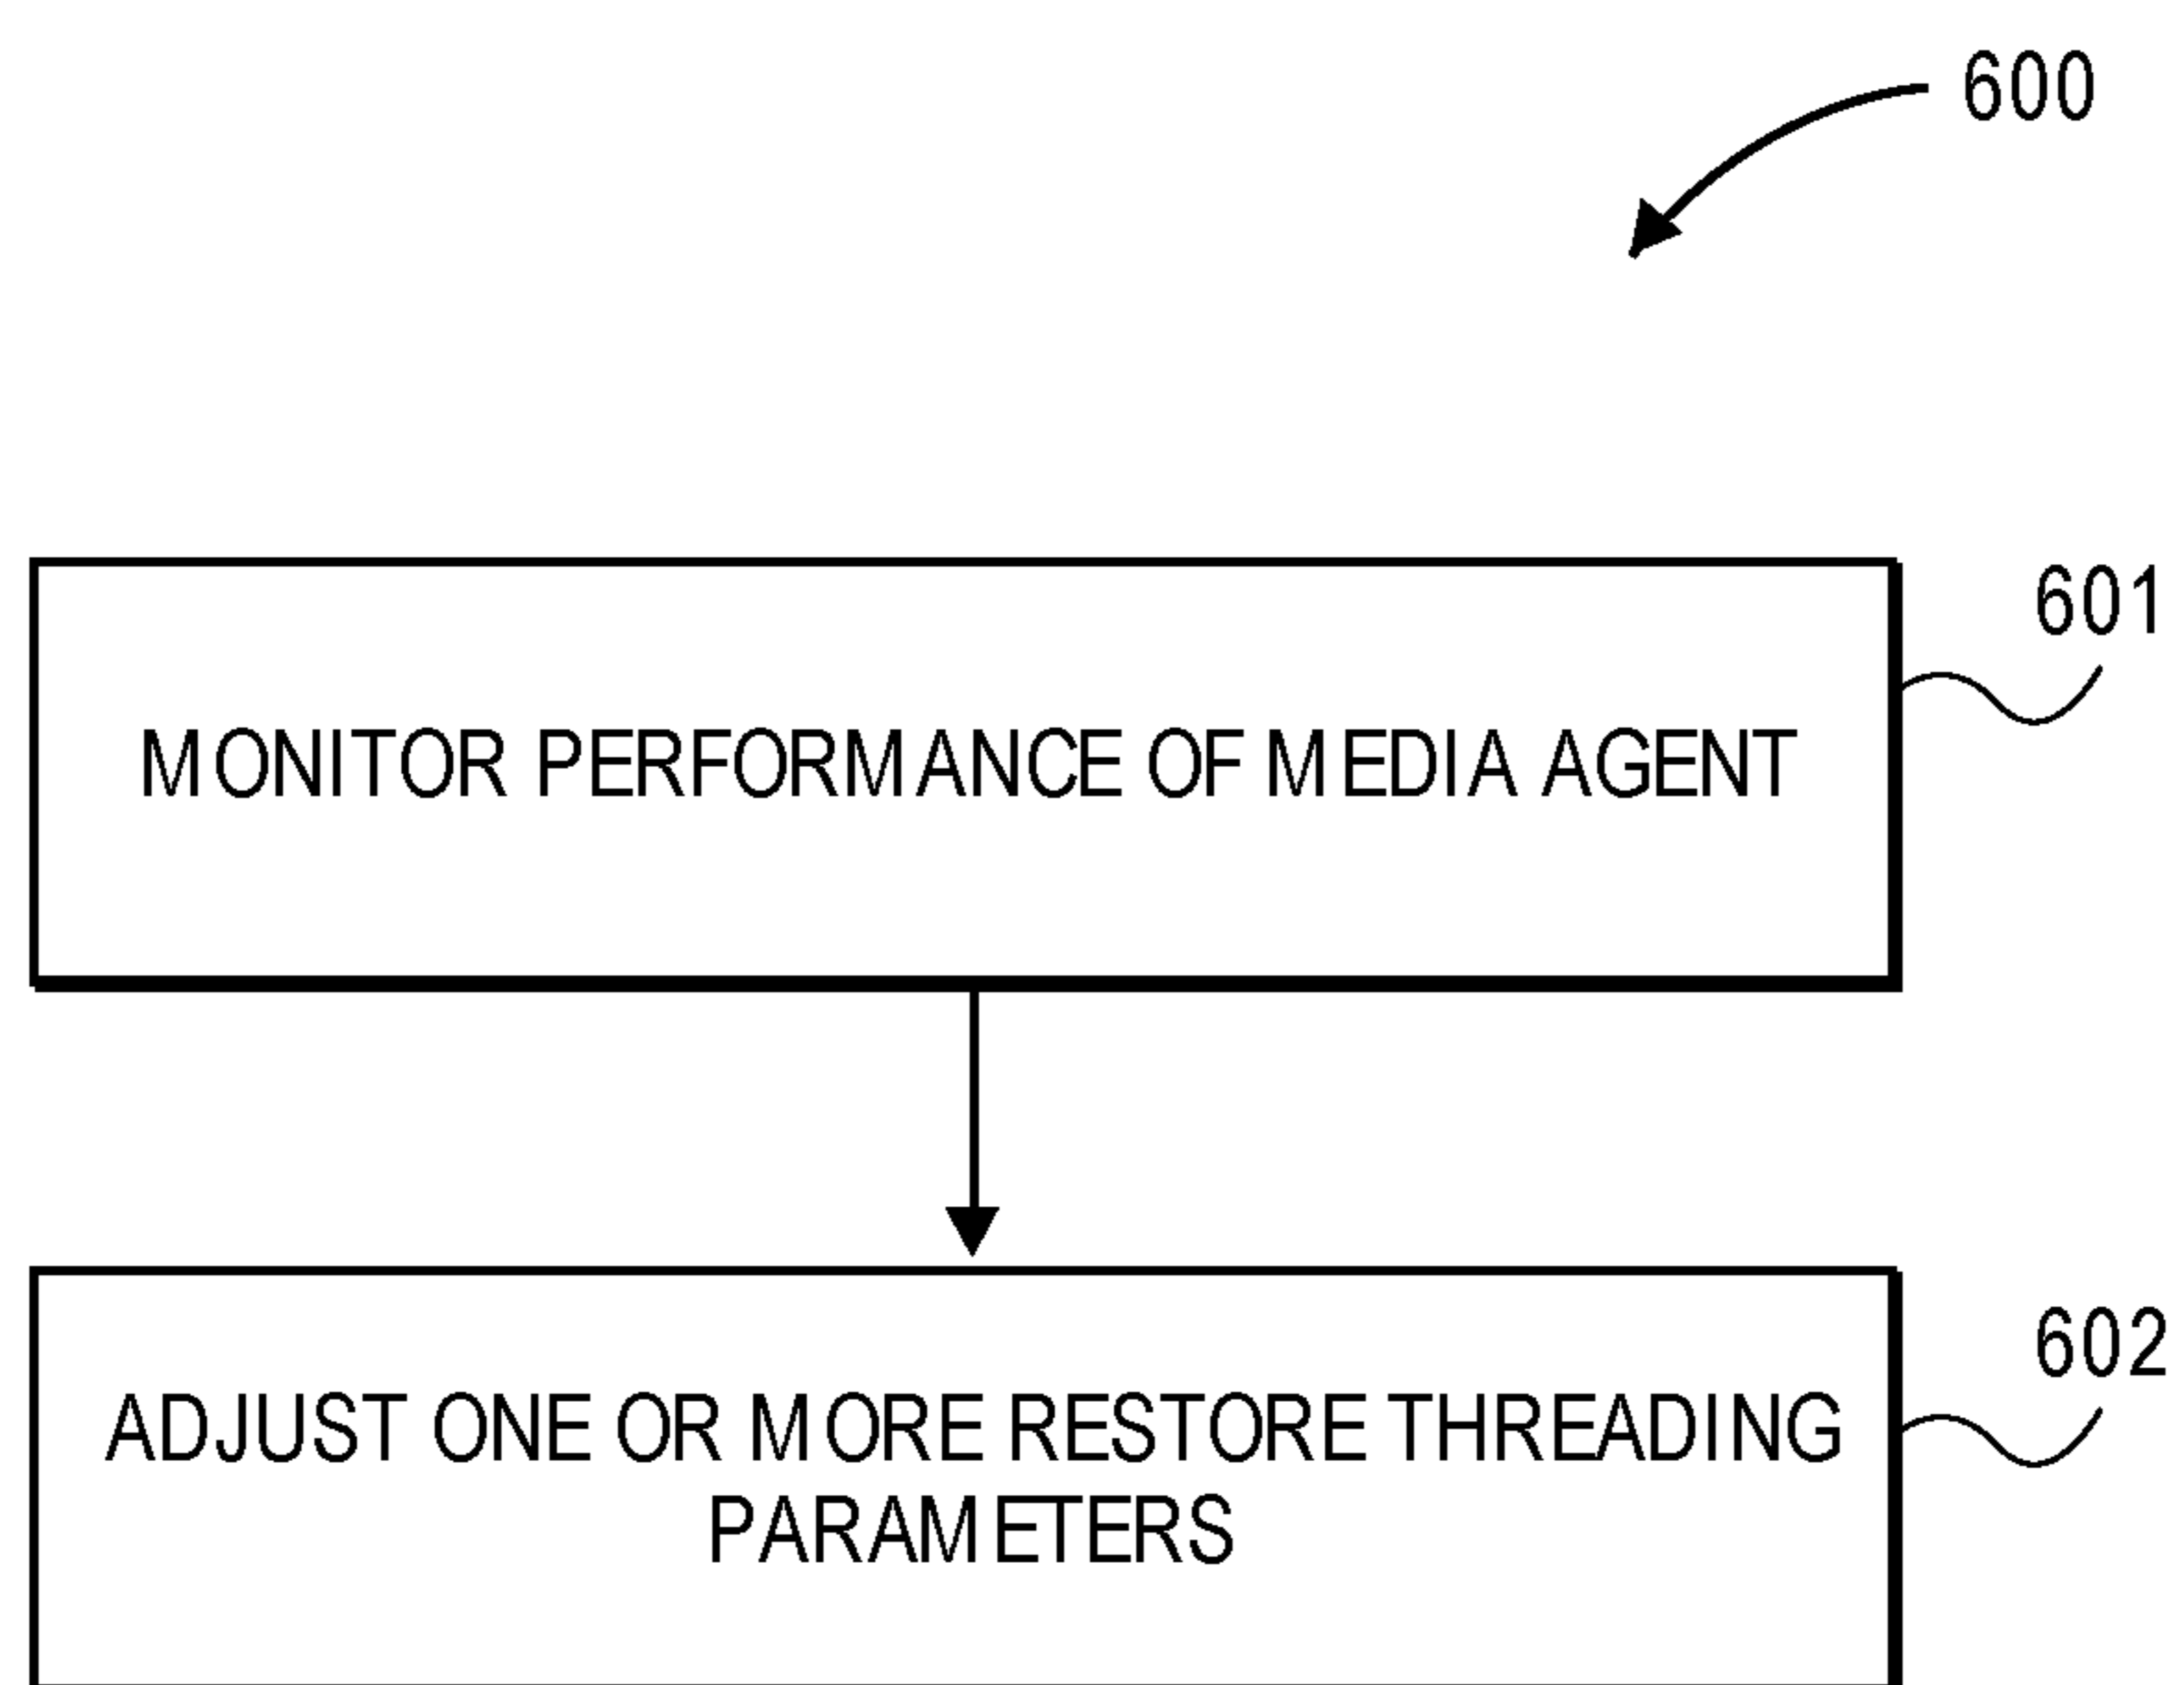 600
601
MONITOR PERFORMANCE OF MEDIA AGENT
602
ADJUST ONE OR MORE RESTORE THREADING
PARAMETERS